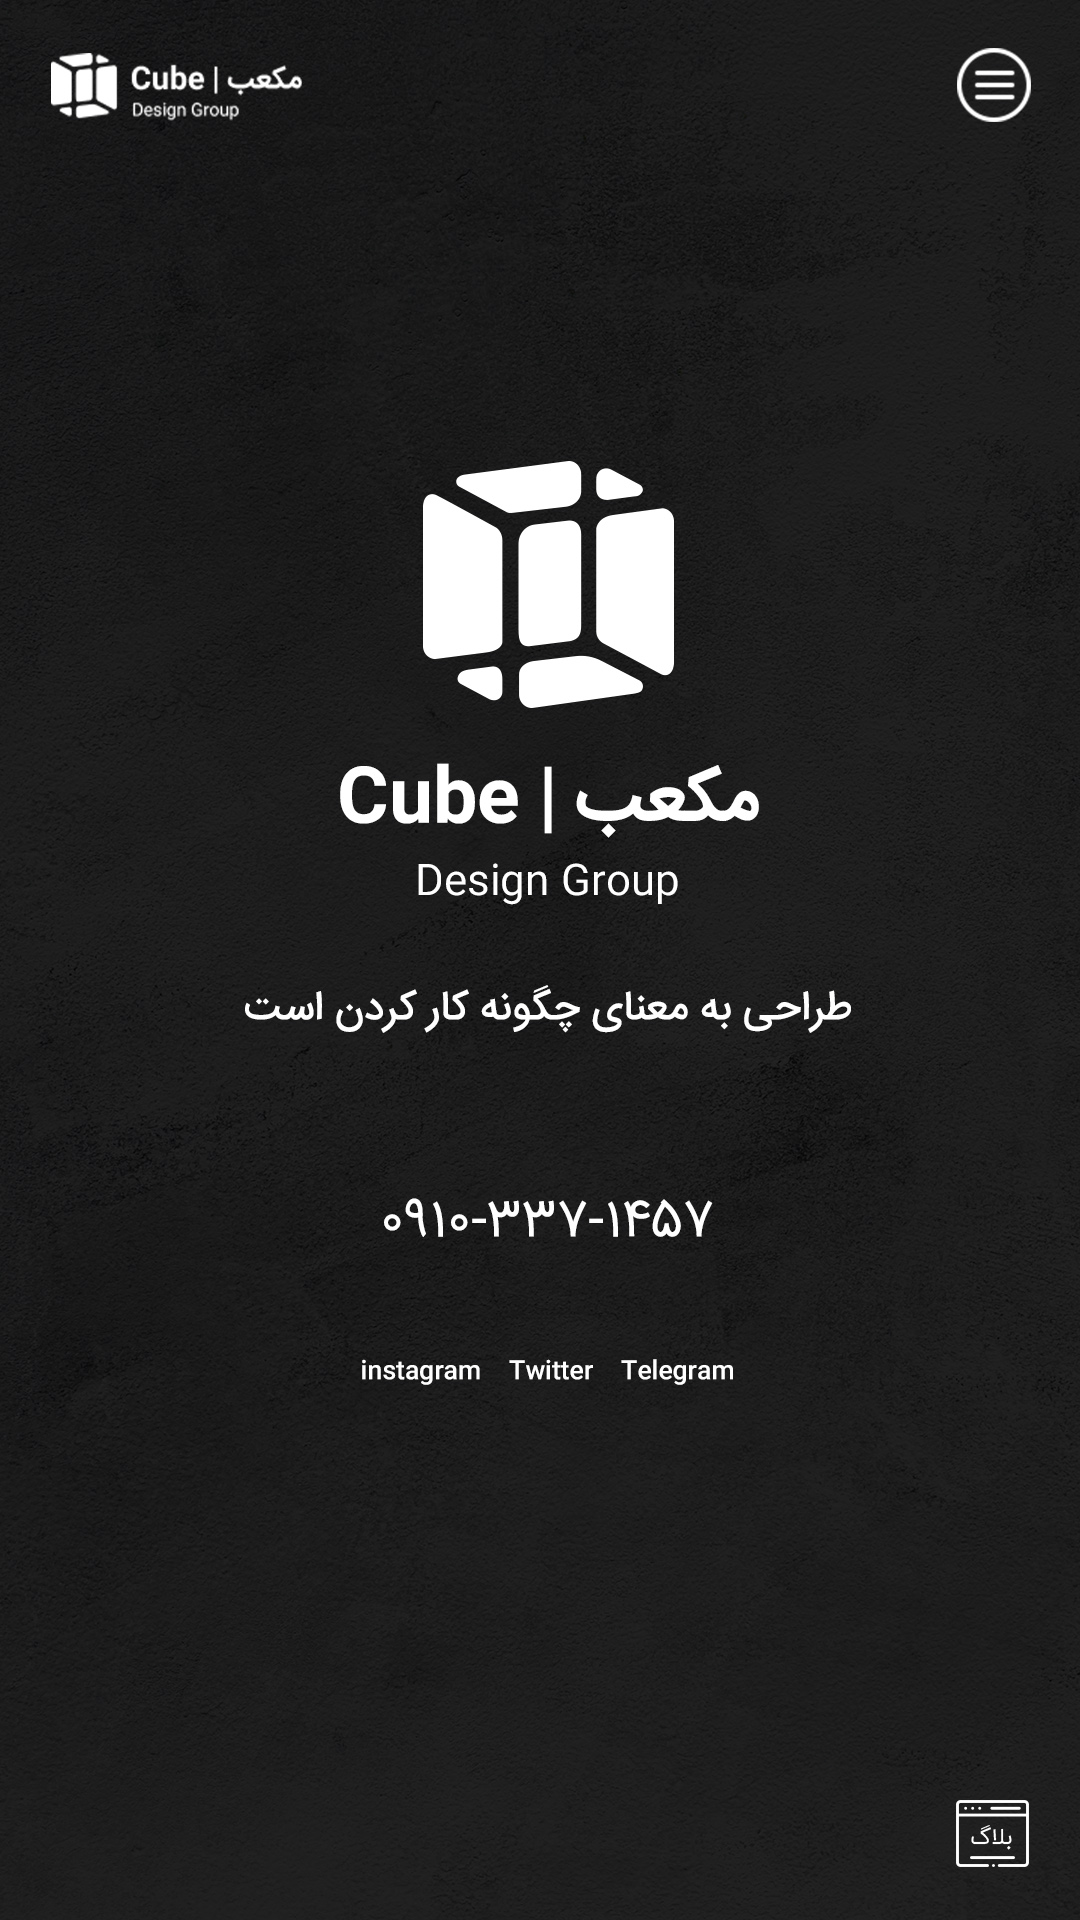 Cube | مکعب
Design Group
Cube | مکعب
Design Group
طراحی به معنای چگونه کار کردن است
۰۹۱۰-۳۳۷-۱۴۵۷
instagram Twitter Telegram
بلاگ